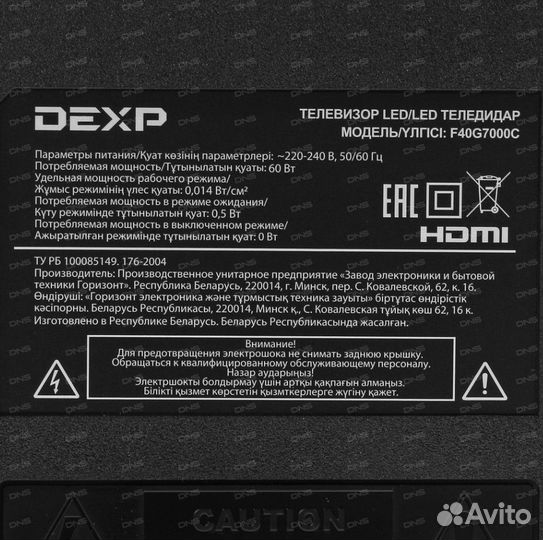 DEXP
ТЕЛЕВИЗОР LED/LED ТЕЛЕДИДАР
МОДЕЛЬ/ҮЛГІСІ: F40G7000C
Параметры питания/Қуат көзінің параметрлері: ~220-240 В, 50/60 Гц
Потребляемая мощность/Тұтынылатын қуат: 60 Вт
Удельная мощность рабочего режима/
Жұмыс режимінің үлес қуаты: 0,014 Вт/см²
Потребляемая мощность в режиме ожидания/
Күту режимінде тұтынылатын қуат: 0,5 Вт
Потребляемая мощность в выключенном режиме/
Ажыратылған режимде тұтынылатын қуат: 0 Вт
EAC
HDMI
ТУ РБ 100085149. 176-2004
Производитель: Производственное унитарное предприятие «Завод электроники и бытовой
техники Горизонт». Республика Беларусь, 220014, г. Минск, пер. С. Ковалевской, 62, к. 16.
Өндіруші: «Горизонт электроника және тұрмыстық техника зауыты» біртұтас өндірістік
кәсіпорны. Беларусь Республикасы, 220014, Минск қ., С. Ковалевская тұйық көш 62, 16 к.
Изготовлено в Республике Беларусь. Беларусь Республикасында жасалған.
Внимание!
Для предотвращения электрошока не снимать заднюю крышку.
Обращаться к квалифицированному обслуживающему персоналу.
Назар аударыңыз!
Электршокты болдырмау үшін артқы қақпағын алмаңыз.
Білікті қызмет көрсетін қызметкерлерге жүгіну қажет.
CAUTION
Avito